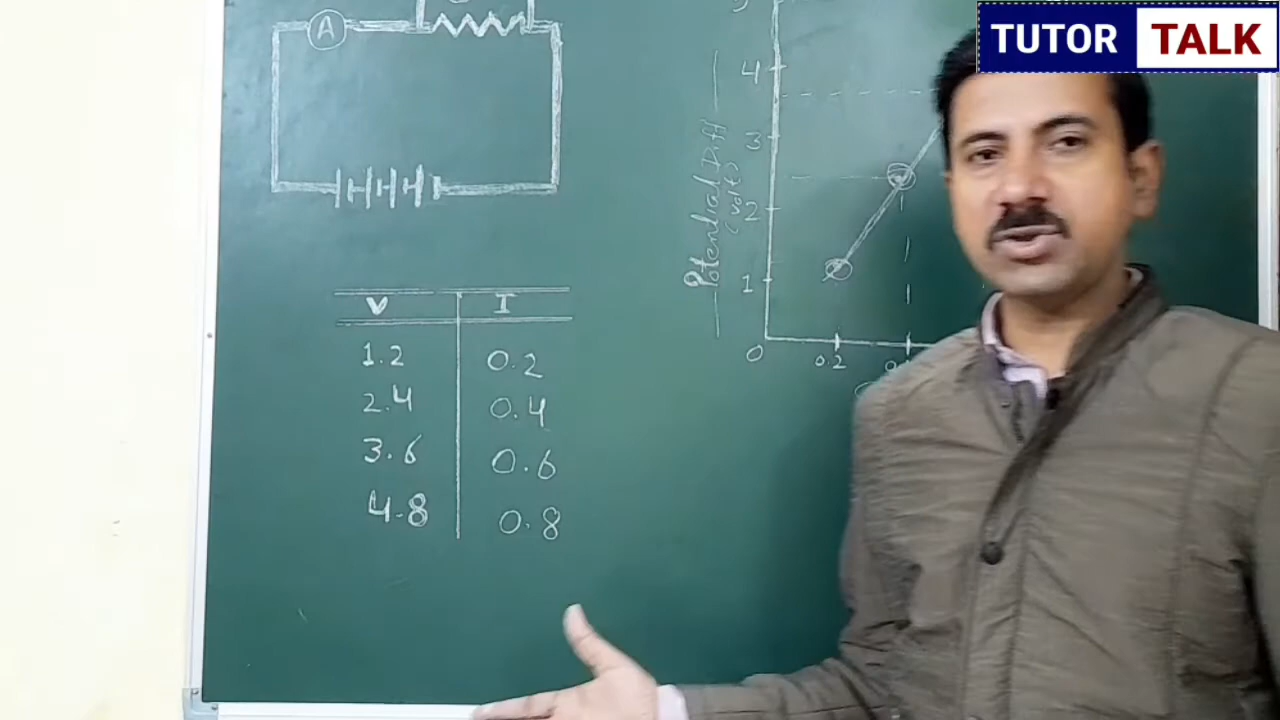 TUTOR TALK
A
V I
1.2 0.2
2.4 0.4
3.6 0.6
4.8 0.8
4
3
2
1
0
0.2
Potential Diff
(volts)